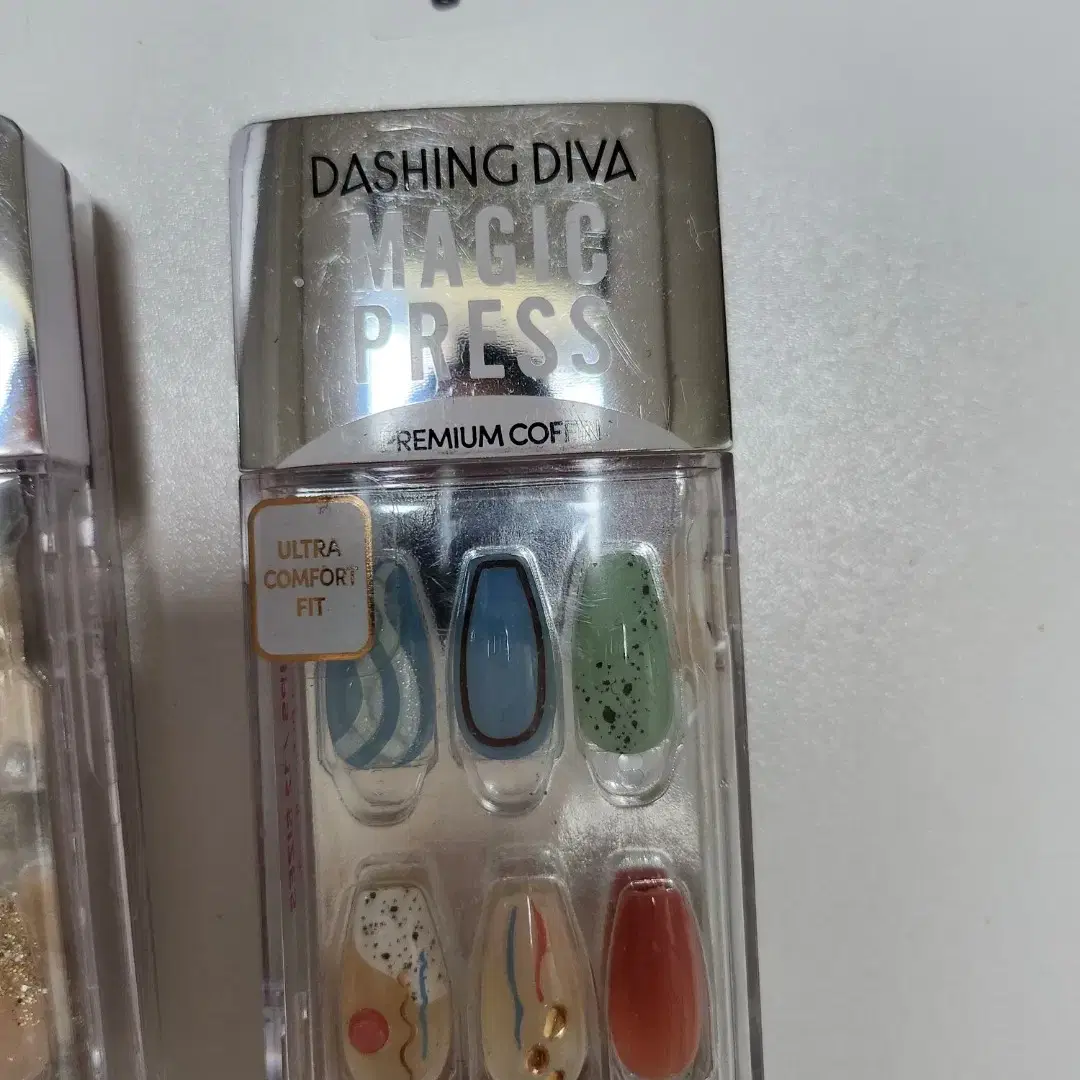 DASHING DIVA
MAGIC
PRESS
PREMIUM COFFIN
ULTRA
COMFORT
FIT